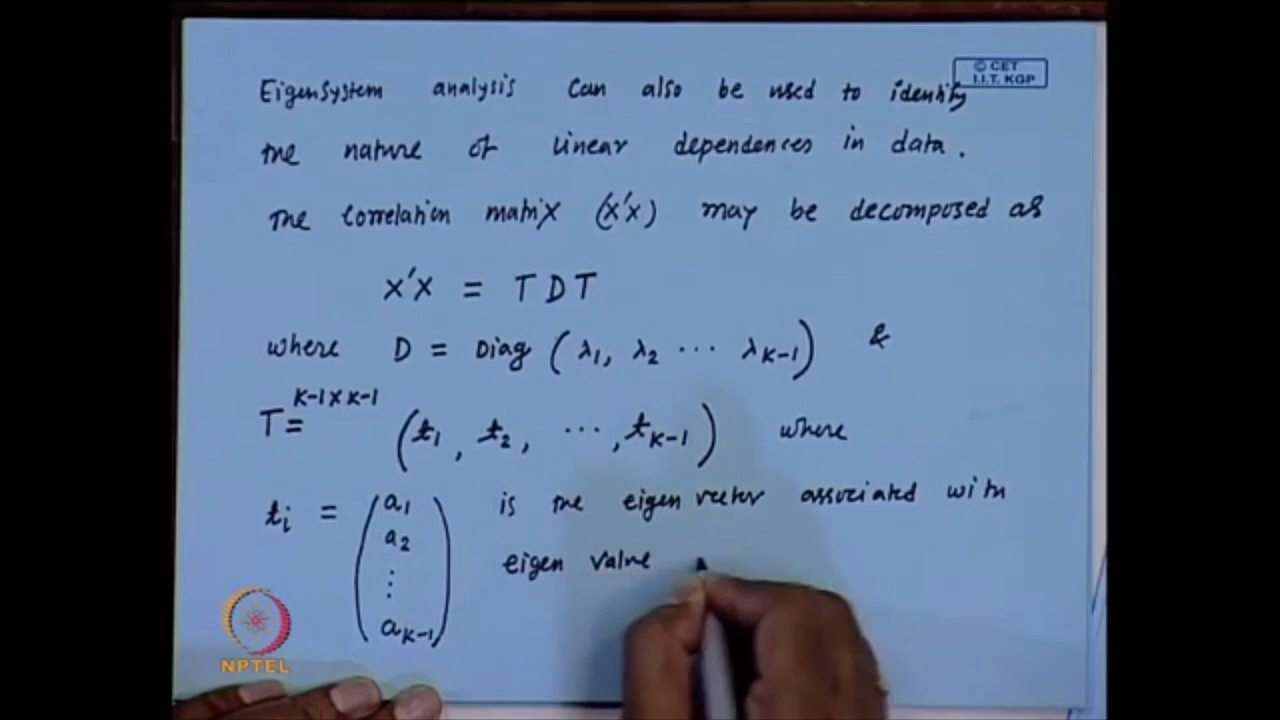 © CET
I.I.T. KGP
Eigensystem analysis can also be used to identify
the nature of linear dependences in data.
The correlation matrix (X'X) may be decomposed as
X'X = T D T
where D = Diag (λ1, λ2 ⋯ λK-1) &
K-1 X K-1
T = (t1, t2, ⋯, tK-1) where
ti = (a1 a2 ⋮ aK-1) is the eigen vector associated with
eigen value
NPTEL